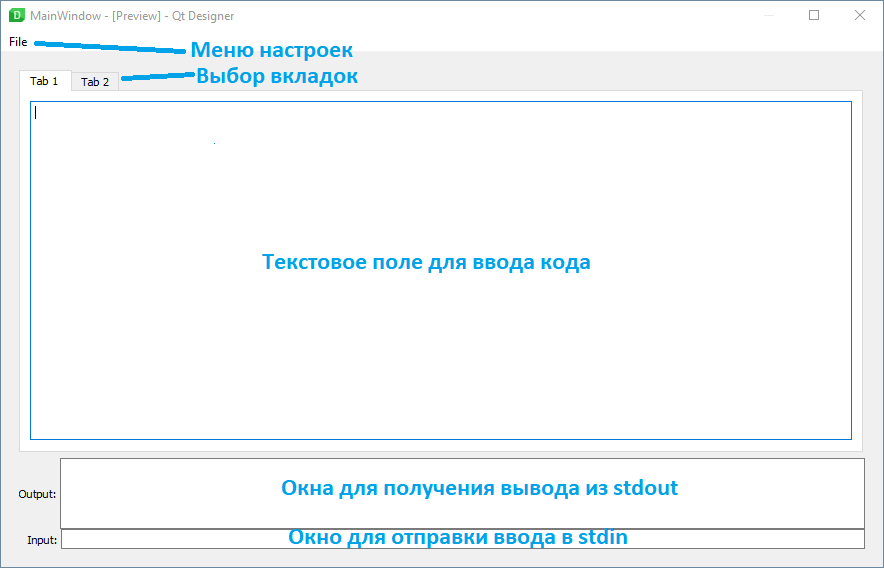 MainWindow - [Preview] - Qt Designer
File
Меню настроек
Tab 1
Tab 2
Выбор вкладок
Текстовое поле для ввода кода
Output:
Окна для получения вывода из stdout
Input:
Окно для отправки ввода в stdin